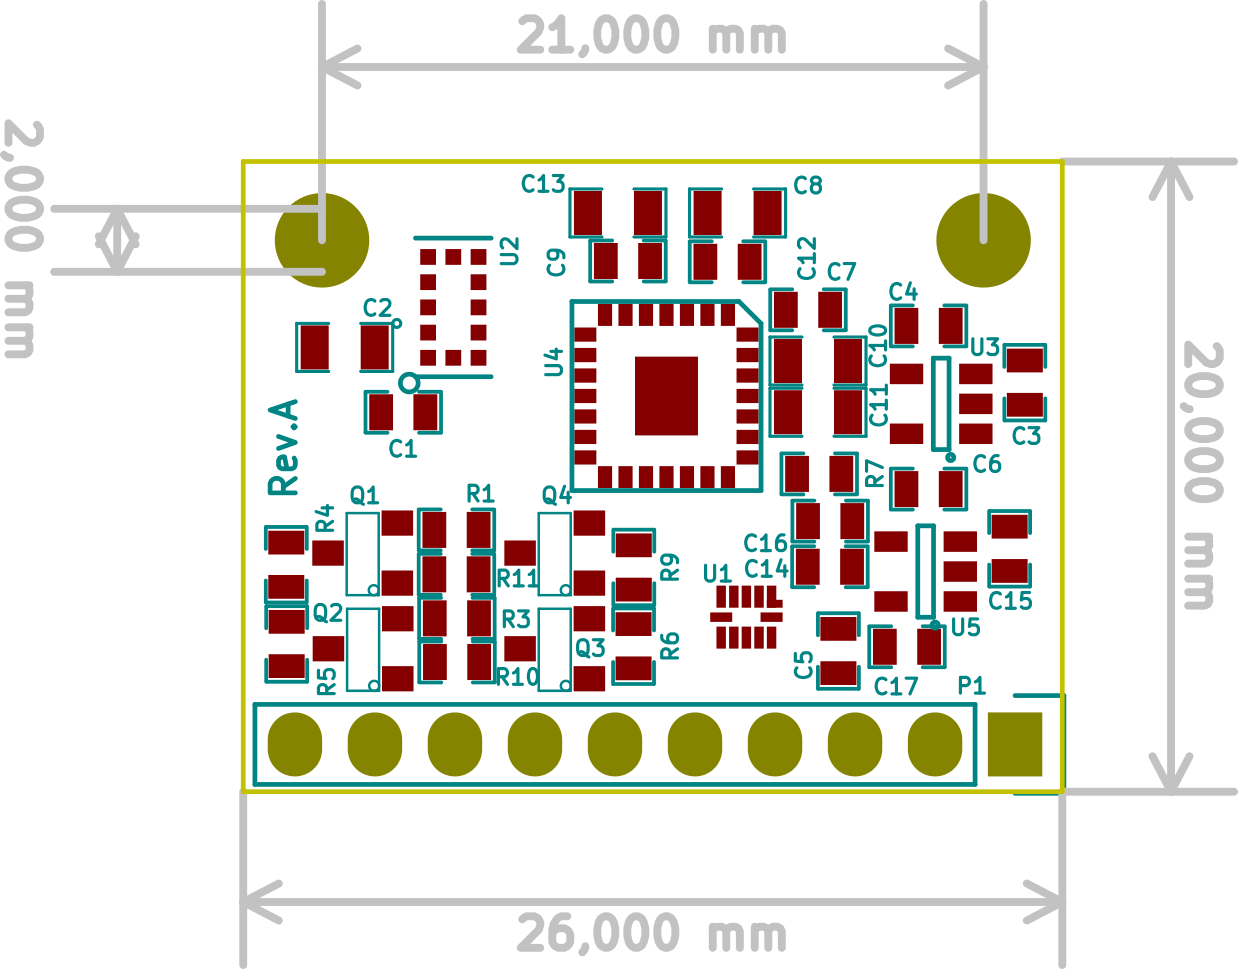 21,000 mm
2,000 mm
C13
C8
U2
C9
C12
C7
C4
C2
C10
U3
U4
C11
Rev.A
C3
C1
C6
R7
Q1
R1
Q4
R4
C16
R9
C14
U1
R11
C15
Q2
R3
U5
Q3
R6
C5
R5
R10
C17
P1
20,000 mm
26,000 mm